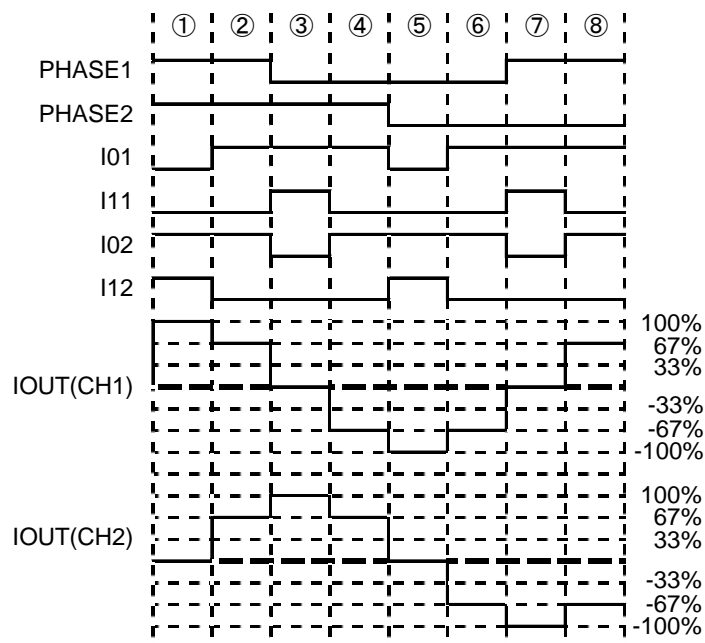 ① ② ③ ④ ⑤ ⑥ ⑦ ⑧
PHASE1
PHASE2
I01
I11
I02
I12
100%
67%
33%
IOUT(CH1)
-33%
-67%
-100%
100%
67%
33%
IOUT(CH2)
-33%
-67%
-100%